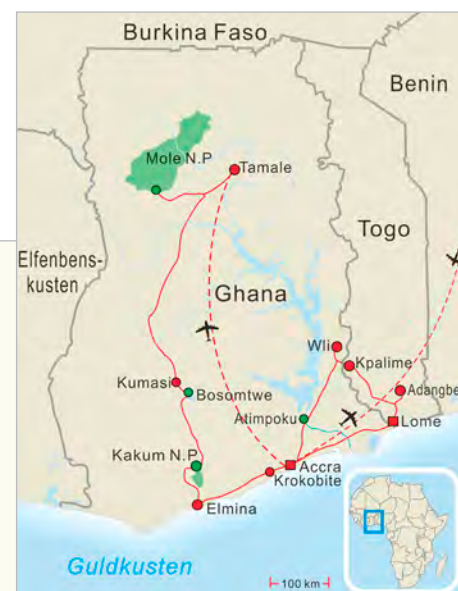 Burkina Faso
Benin
Mole N.P
Tamale
Togo
Elfenbens-
kusten
Ghana
Wli
Kpalime
Kumasi
Bosomtwe
Adangbe
Atimpoku
Lome
Kakum N.P
Accra
Krokobite
Elmina
Guldkusten
100 km